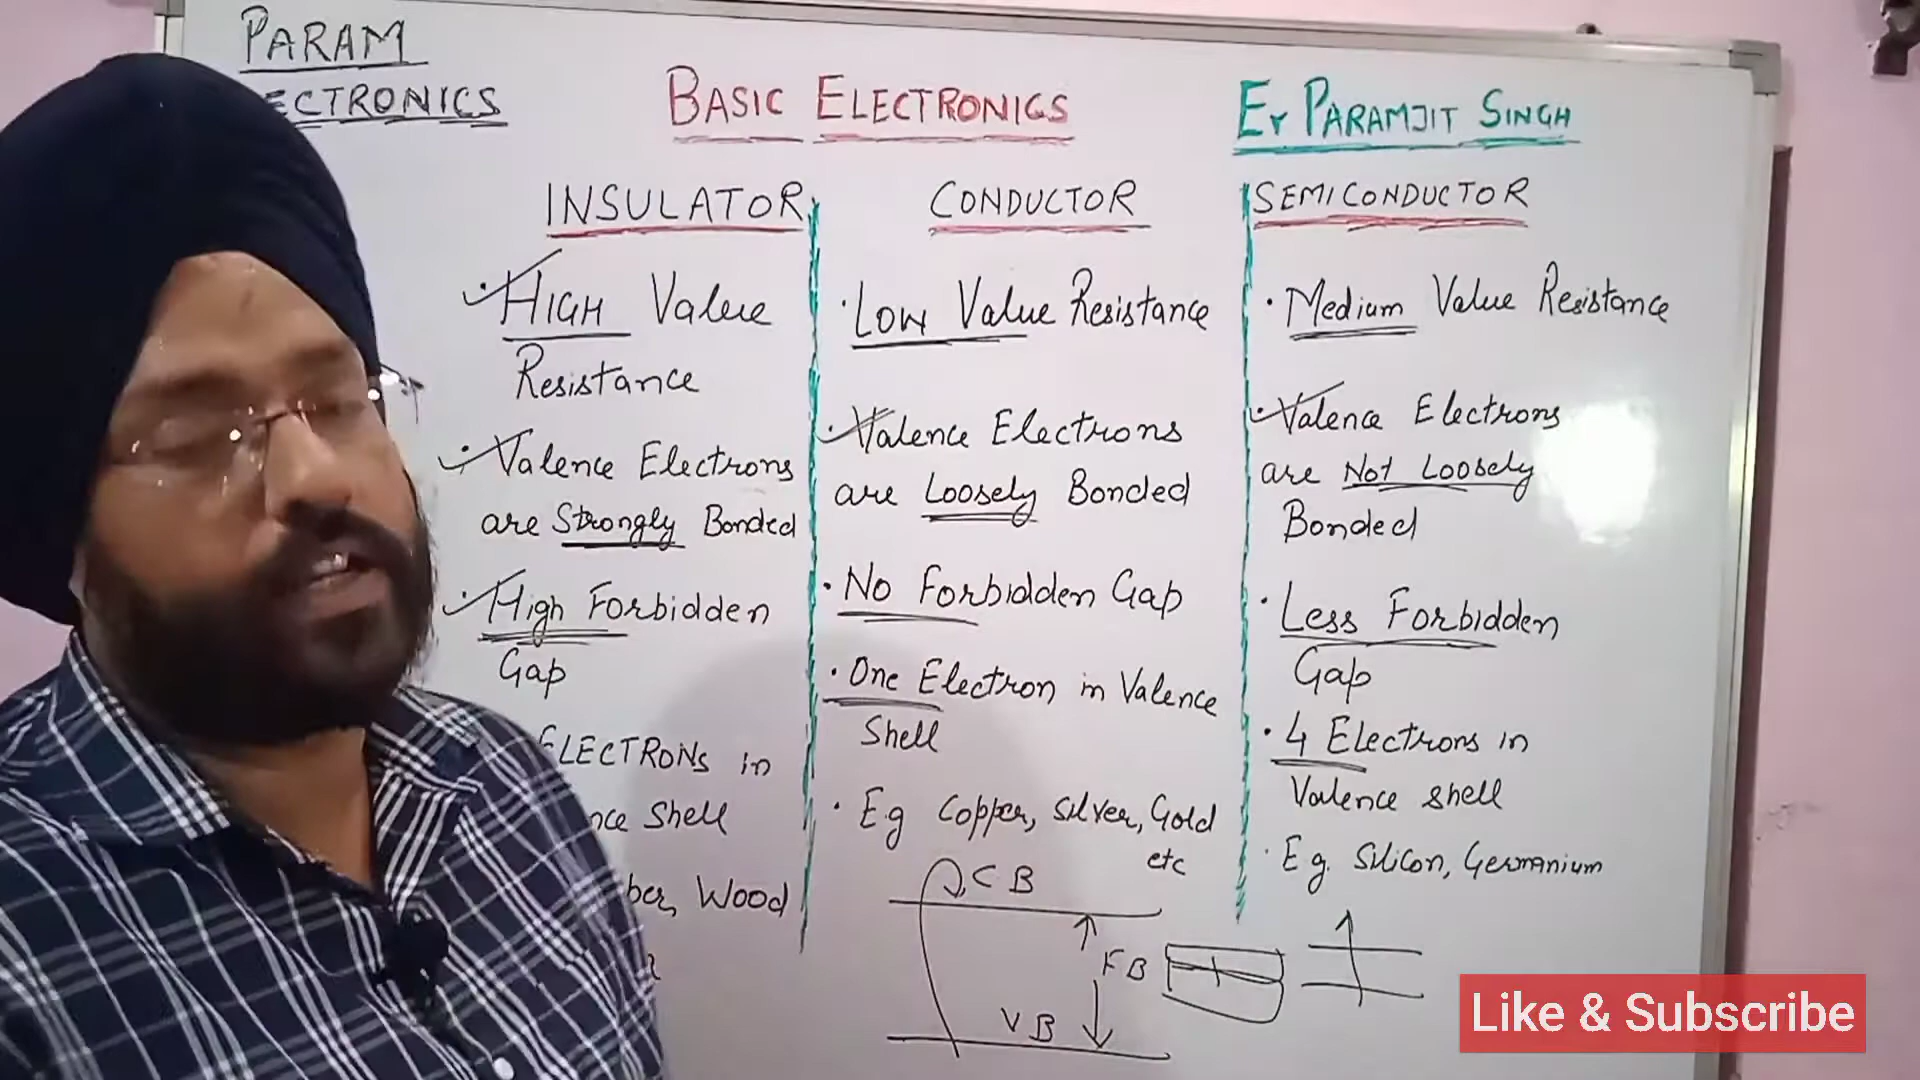 PARAM
ECTRONICS
BASIC ELECTRONICS
Er PARAMJIT SINGH
INSULATOR
• HIGH Value
Resistance
• Valence Electrons
are Strongly Bonded
• High Forbidden
Gap
ELECTRONS in
nce Shell
ber, Wood
CONDUCTOR
• Low Value Resistance
• Valence Electrons
are Loosely Bonded
• No Forbidden Gap
• One Electron in Valence
Shell
• E.g Copper, Silver, Gold
etc
CB
FB
VB
SEMICONDUCTOR
• Medium Value Resistance
• Valence Electrons
are Not Loosely
Bonded
• Less Forbidden
Gap
• 4 Electrons in
Valence shell
• E.g. Silicon, Germanium
Like & Subscribe